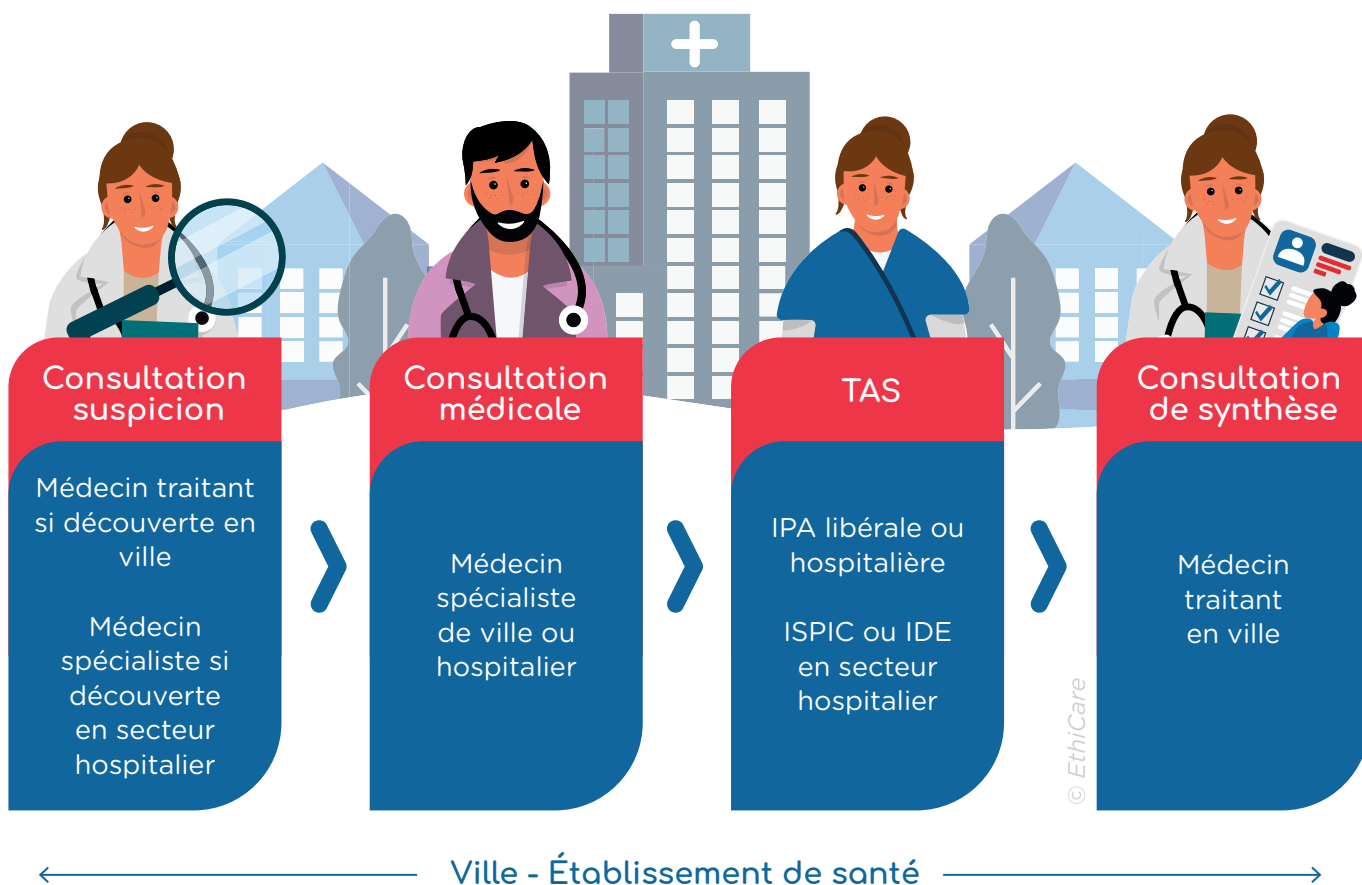 Consultation
suspicion
Médecin traitant
si découverte en
ville
Médecin
spécialiste si
découverte
en secteur
hospitalier
Consultation
médicale
Médecin
spécialiste
de ville ou
hospitalier
TAS
IPA libérale ou
hospitalière
ISPIC ou IDE
en secteur
hospitalier
Consultation
de synthèse
Médecin
traitant
en ville
© EthiCare
Ville - Établissement de santé